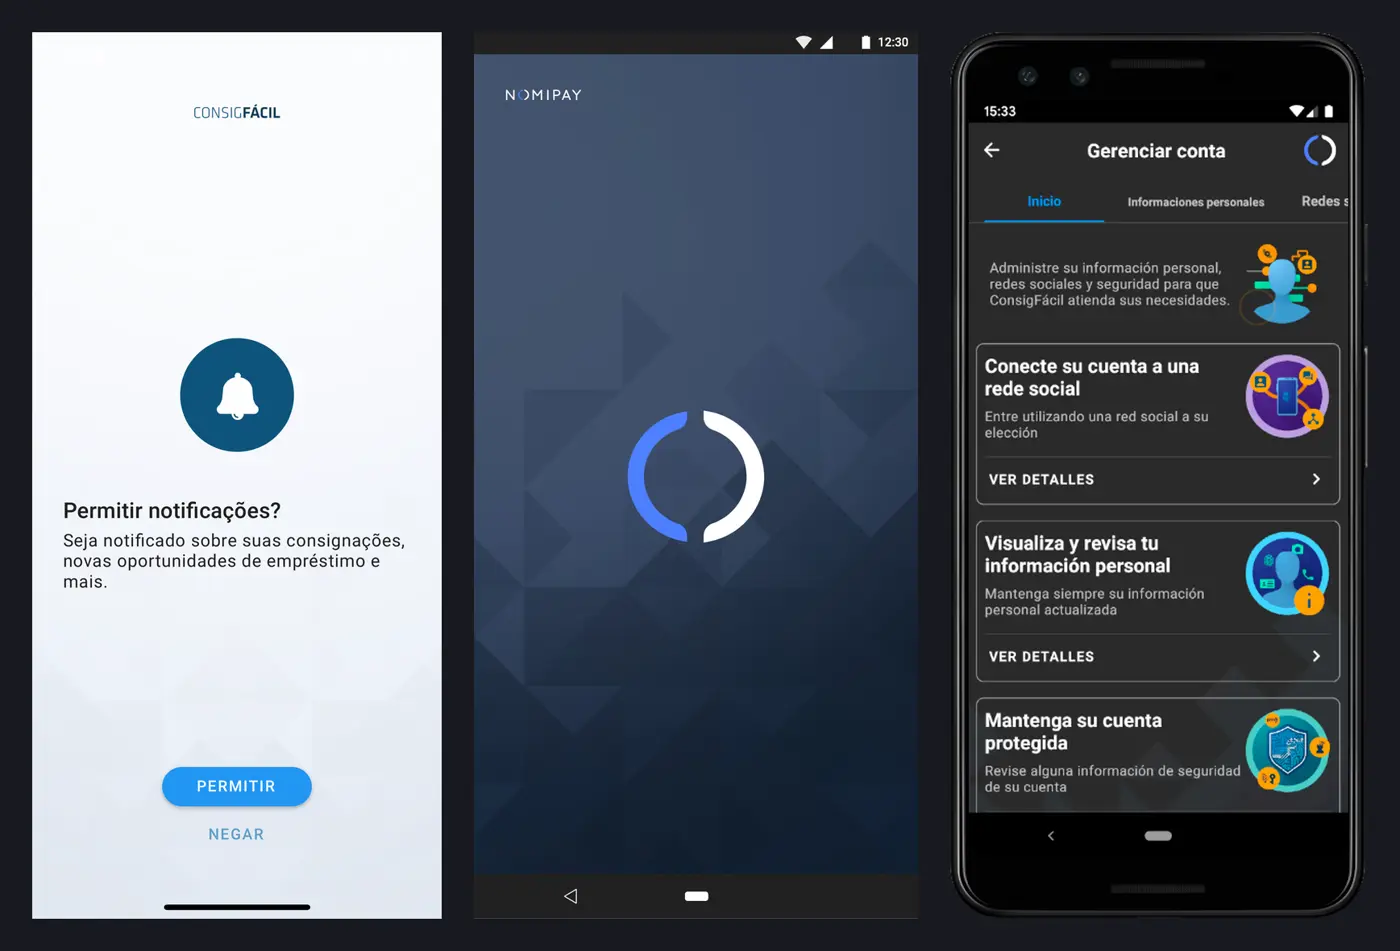 CONSIGFÁCIL
Permitir notificações?
Seja notificado sobre suas consignações,
novas oportunidades de empréstimo e
mais.
PERMITIR
NEGAR
12:30
NOMIPAY
15:33
Gerenciar conta
Inicio
Informaciones personales
Redes s
Administre su información personal,
redes sociales y seguridad para que
ConsigFácil atienda sus necesidades.
Conecte su cuenta a una
rede social
Entre utilizando una red social a su
elección
VER DETALLES
Visualiza y revisa tu
información personal
Mantenga siempre su información
personal actualizada
VER DETALLES
Mantenga su cuenta
protegida
Revise alguna información de seguridad
de su cuenta